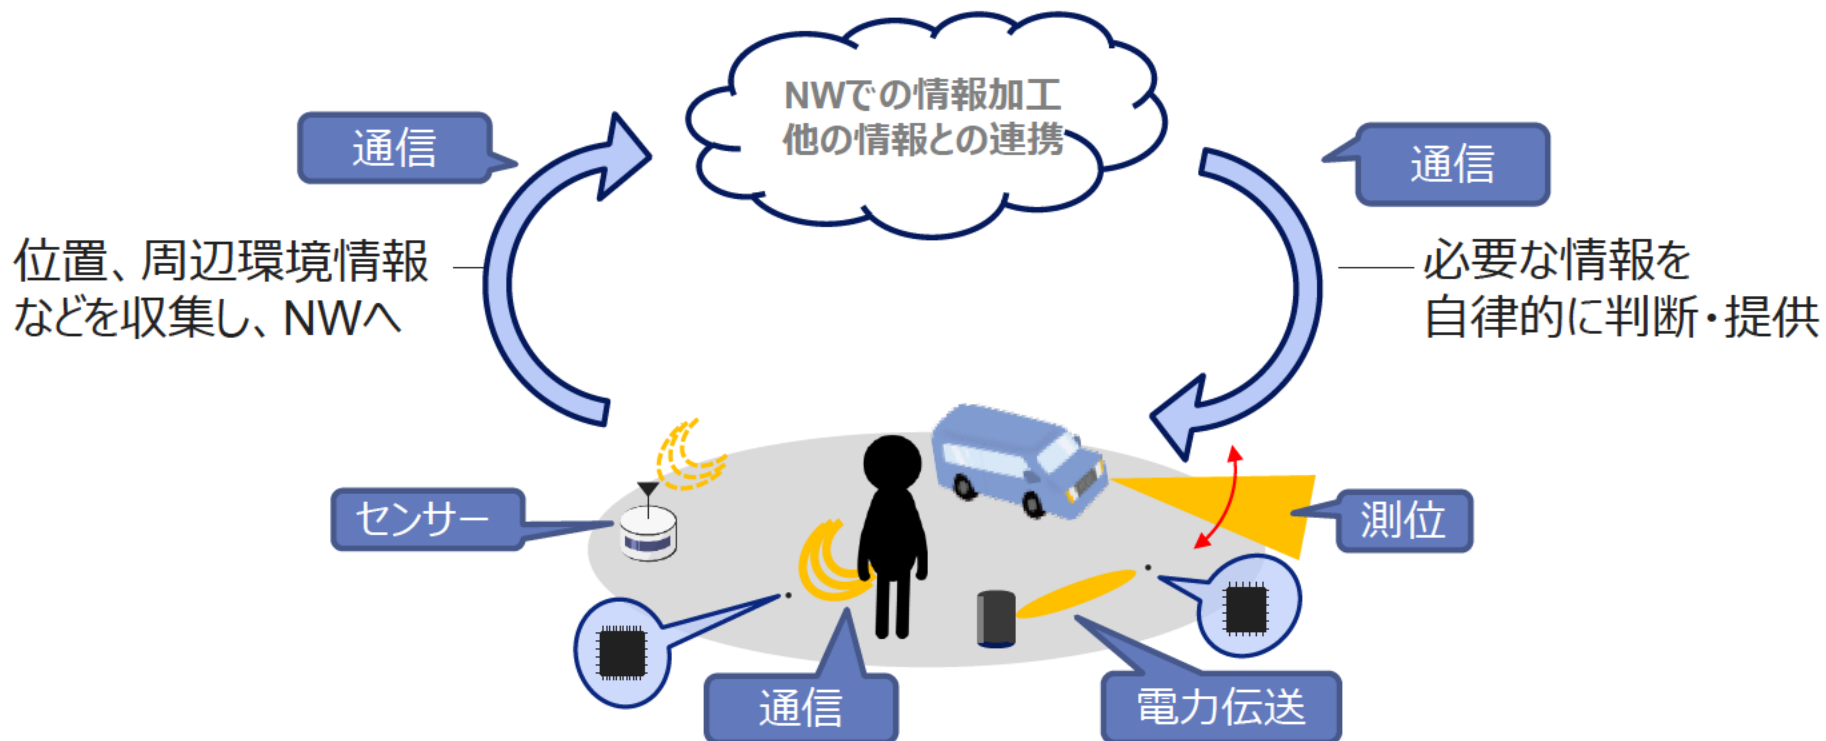 NWでの情報加工
他の情報との連携
通信
通信
位置、周辺環境情報
などを収集し、NWへ
必要な情報を
自律的に判断・提供
センサー
測位
通信
電力伝送